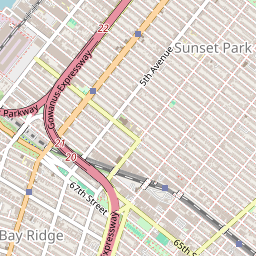 22
5th Avenue
Sunset Park
Gowanus Expressway
Parkway
21
20
67th Street
Bay Ridge
Expressway
65th